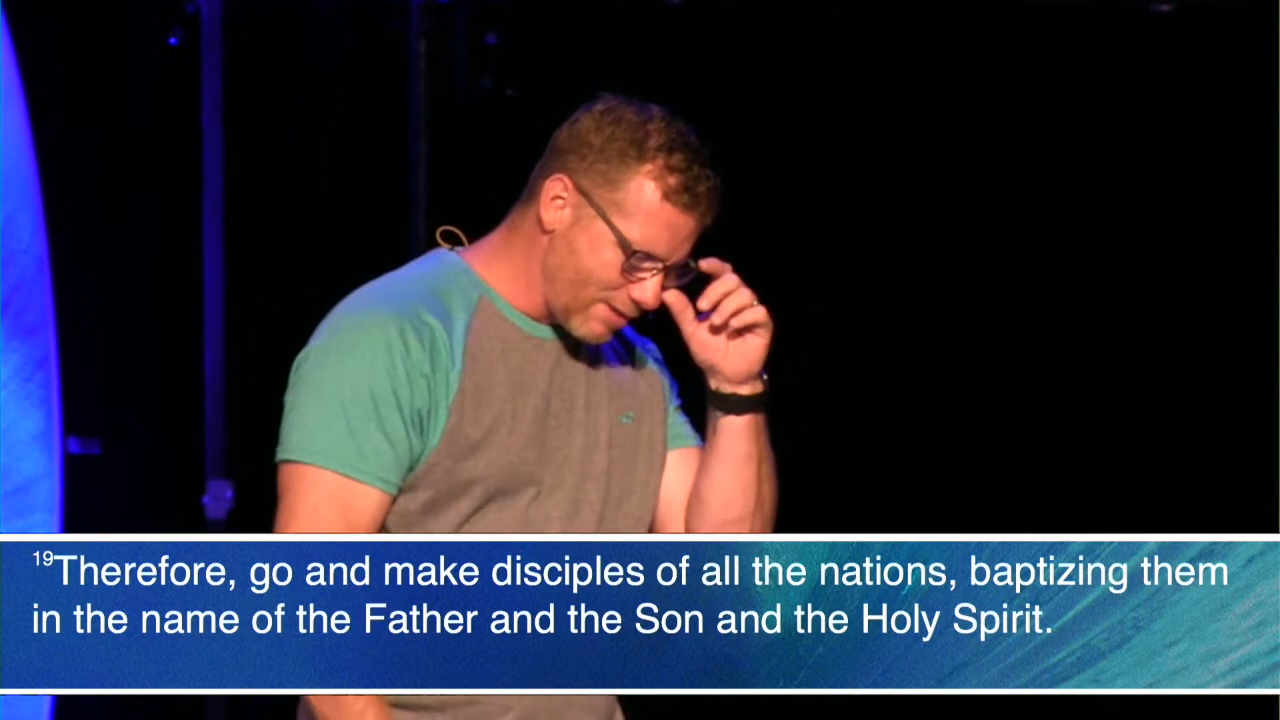 19Therefore, go and make disciples of all the nations, baptizing them
in the name of the Father and the Son and the Holy Spirit.